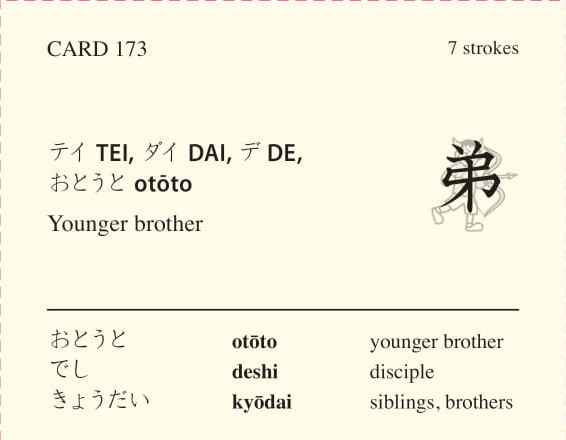 CARD 173 7 strokes
テイ TEI, ダイ DAI, デ DE,
おとうと otōto
弟
Younger brother
おとうと otōto younger brother
でし deshi disciple
きょうだい kyōdai siblings, brothers